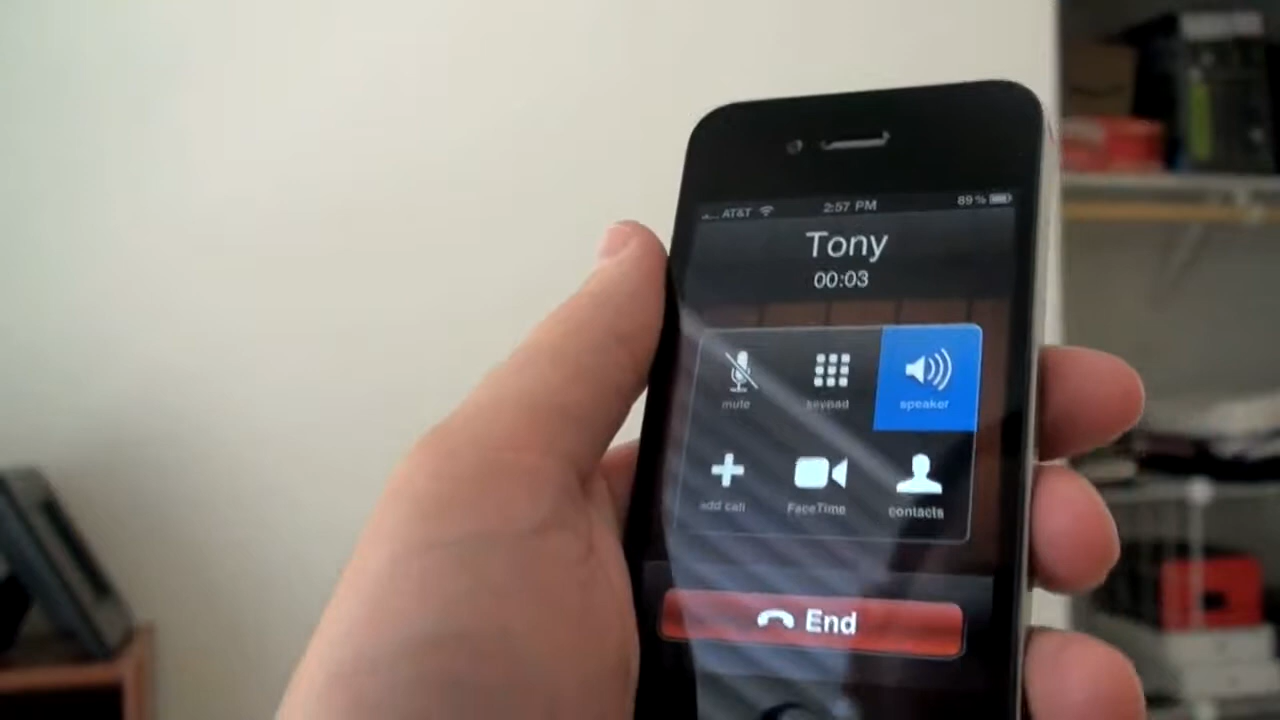 AT&T 2:57 PM 89%
Tony
00:03
mute keypad speaker
add call FaceTime contacts
End